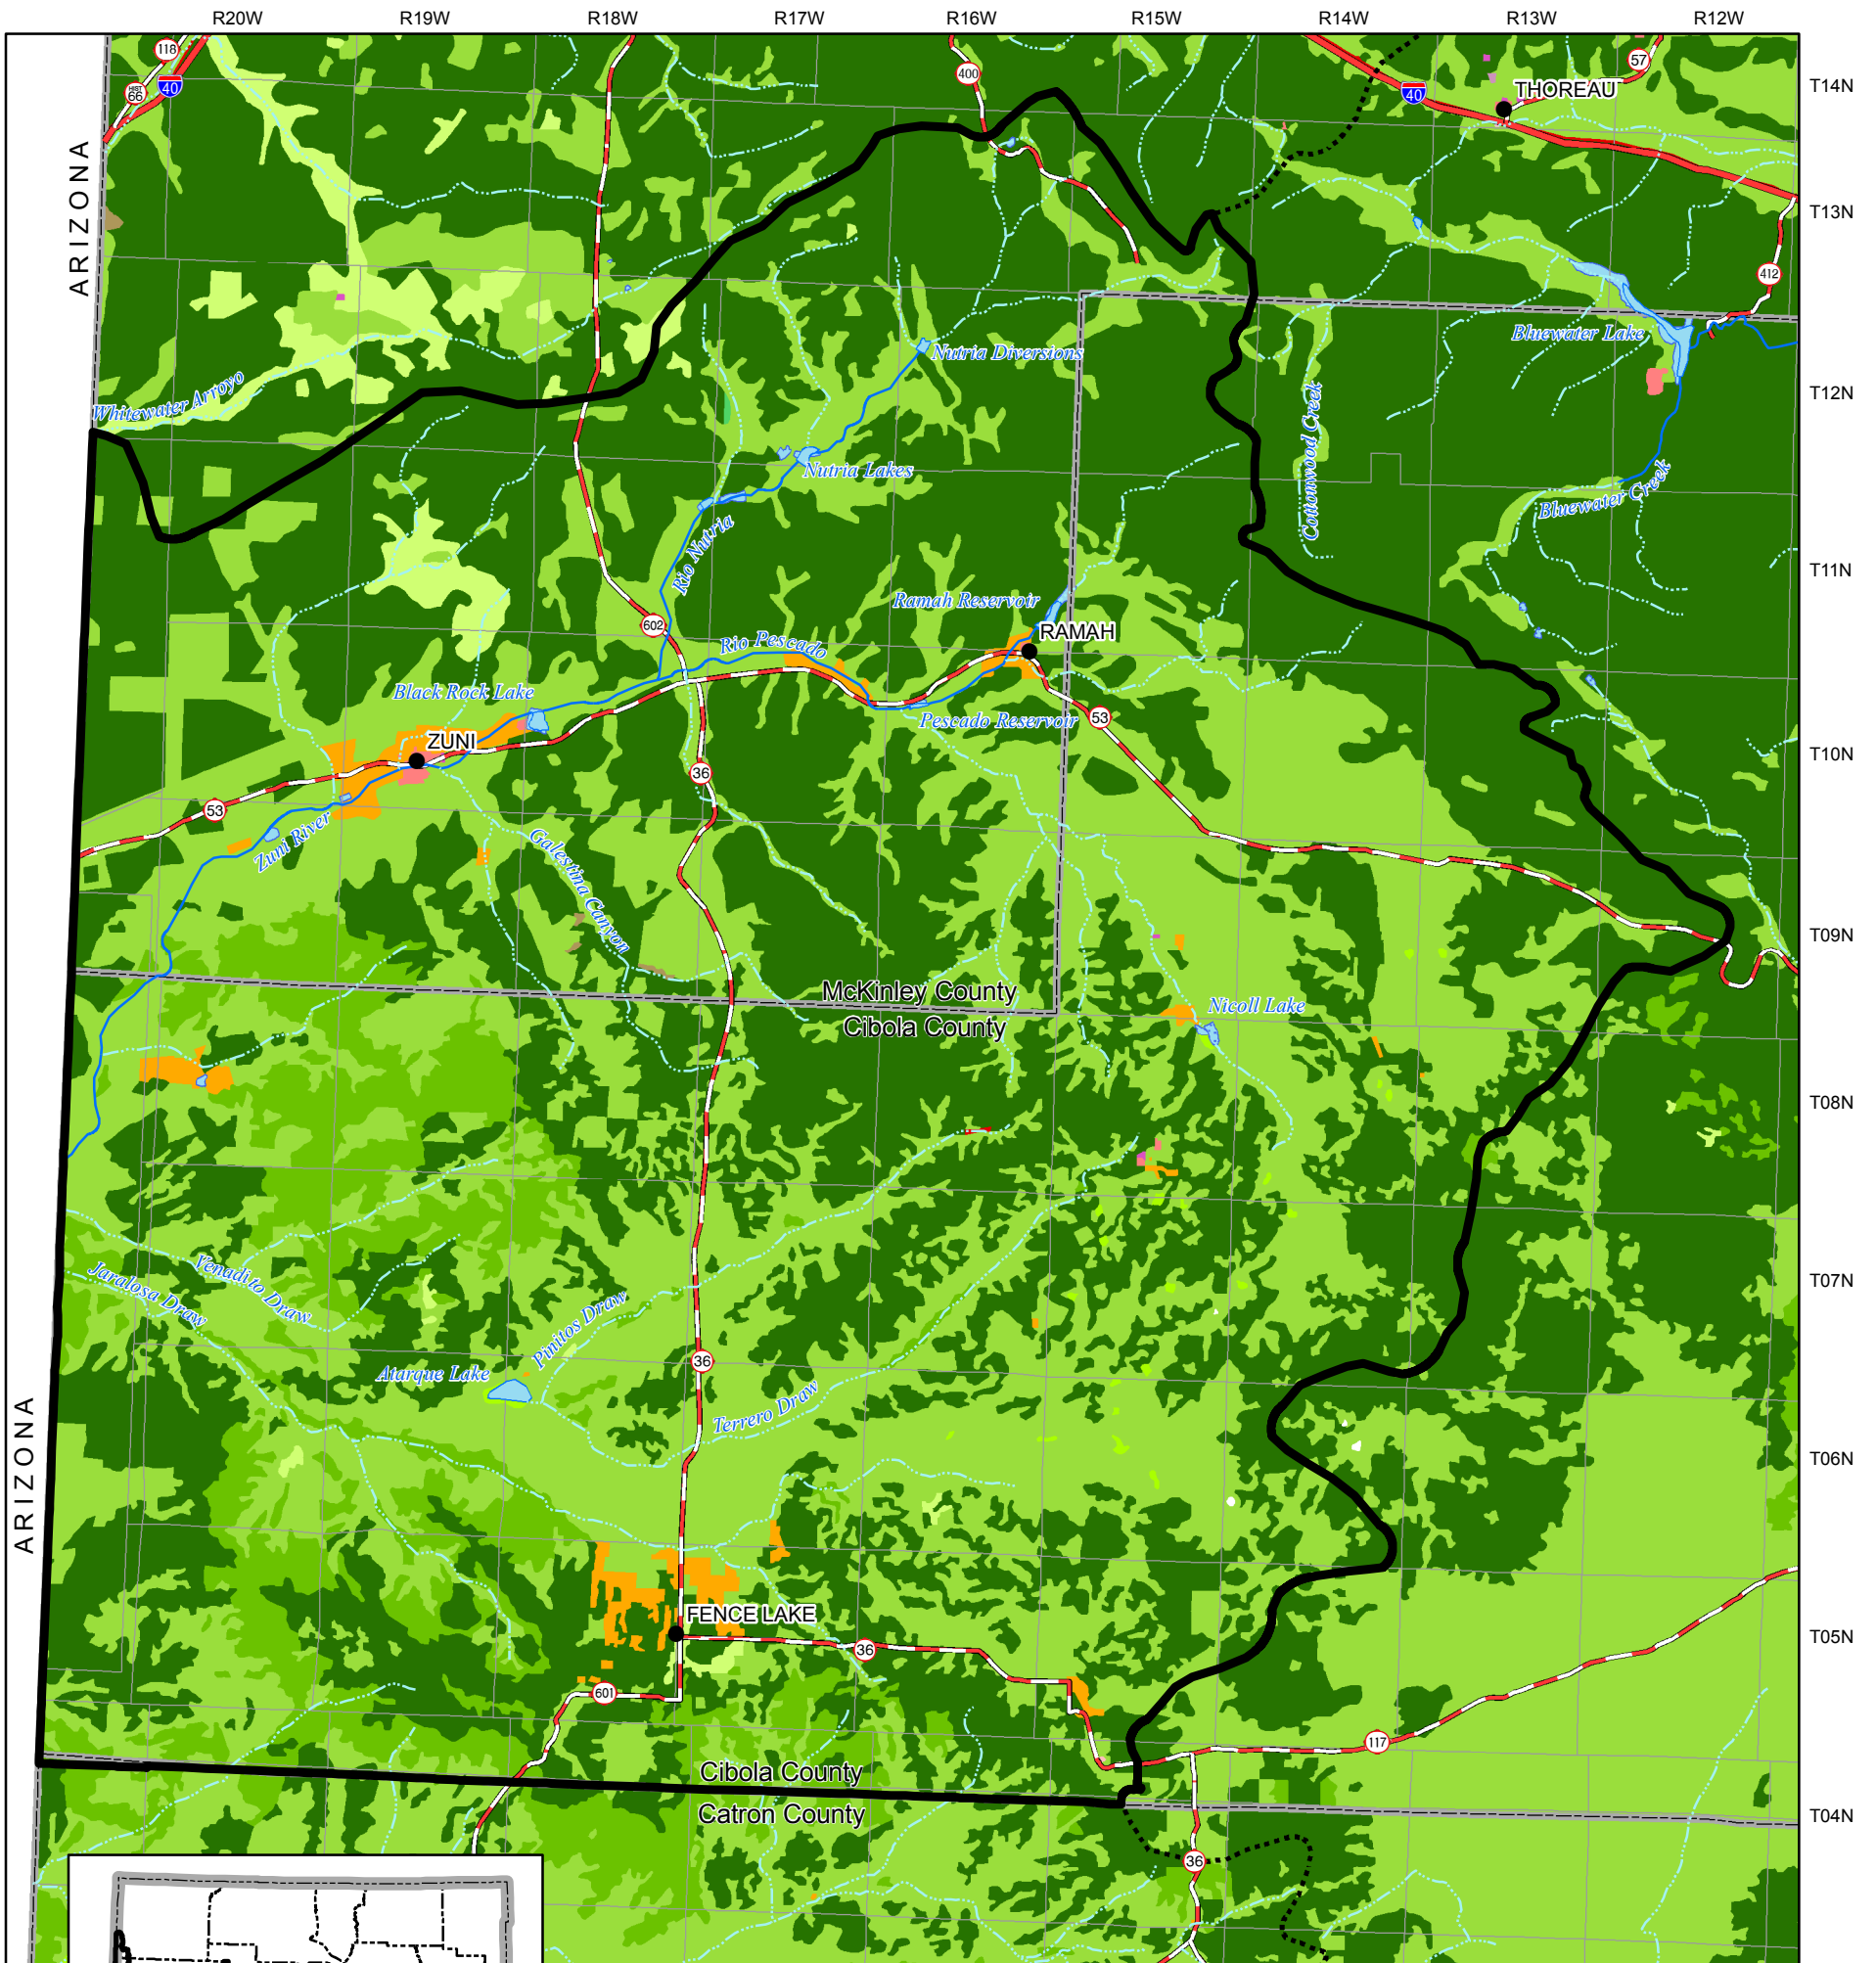 R20W R19W R18W R17W R16W R15W R14W R13W R12W
118
HIST 66
40
400
40
57
THOREAU
T14N
ARIZONA
T13N
412
Bluewater Lake
Nutria Diversions
Whitewater Arroyo
Cottonwood Creek
T12N
Nutria Lakes
Bluewater Creek
Rio Nutria
T11N
Ramah Reservoir
602
RAMAH
Rio Pescado
Black Rock Lake
Pescado Reservoir
53
ZUNI
T10N
36
53
Zuni River
Galestina Canyon
T09N
McKinley County
Cibola County
Nicoll Lake
T08N
Venadito Draw
Jaralosa Draw
T07N
Pinitos Draw
36
Atarque Lake
Terrero Draw
T06N
ARIZONA
FENCE LAKE
T05N
36
601
117
Cibola County
Catron County
T04N
36